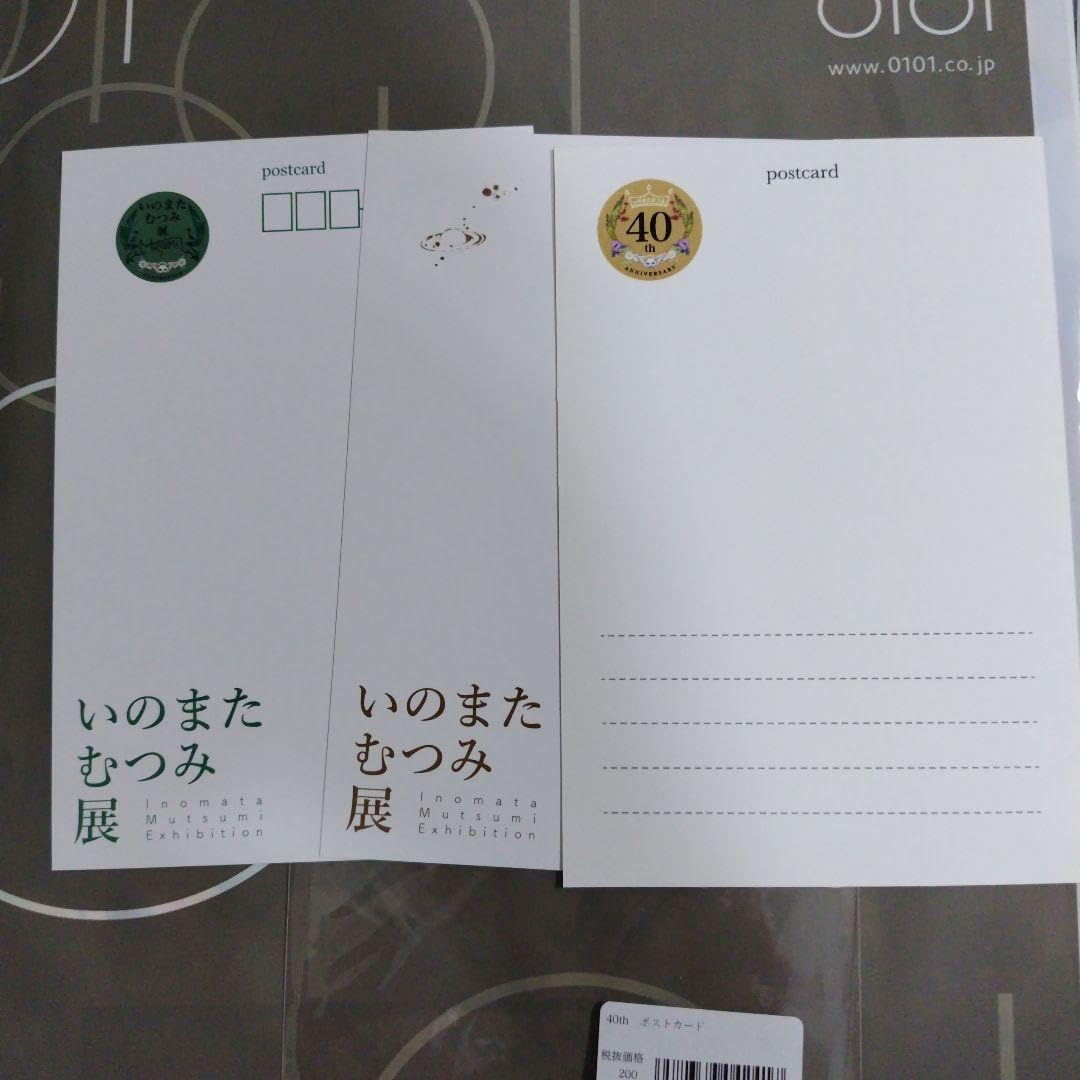 0101
www.0101.co.jp
postcard
いのまた
むつみ
展
いのまた
むつみ
展
Inomata
Mutsumi
Exhibition
いのまた
むつみ
展
Inomata
Mutsumi
Exhibition
postcard
40
th
ANNIVERSARY
40th ポストカード
税抜価格
200